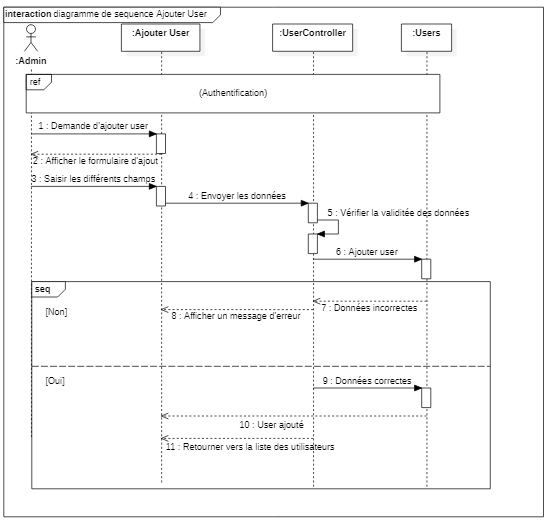 interaction diagramme de sequence Ajouter User
:Admin
:Ajouter User
:UserController
:Users
ref
(Authentification)
1 : Demande d'ajouter user
2 : Afficher le formulaire d'ajout
3 : Saisir les différents champs
4 : Envoyer les données
5 : Vérifier la validitée des données
6 : Ajouter user
seq
[Non]
7 : Données incorrectes
8 : Afficher un message d'erreur
[Oui]
9 : Données correctes
10 : User ajouté
11 : Retourner vers la liste des utilisateurs